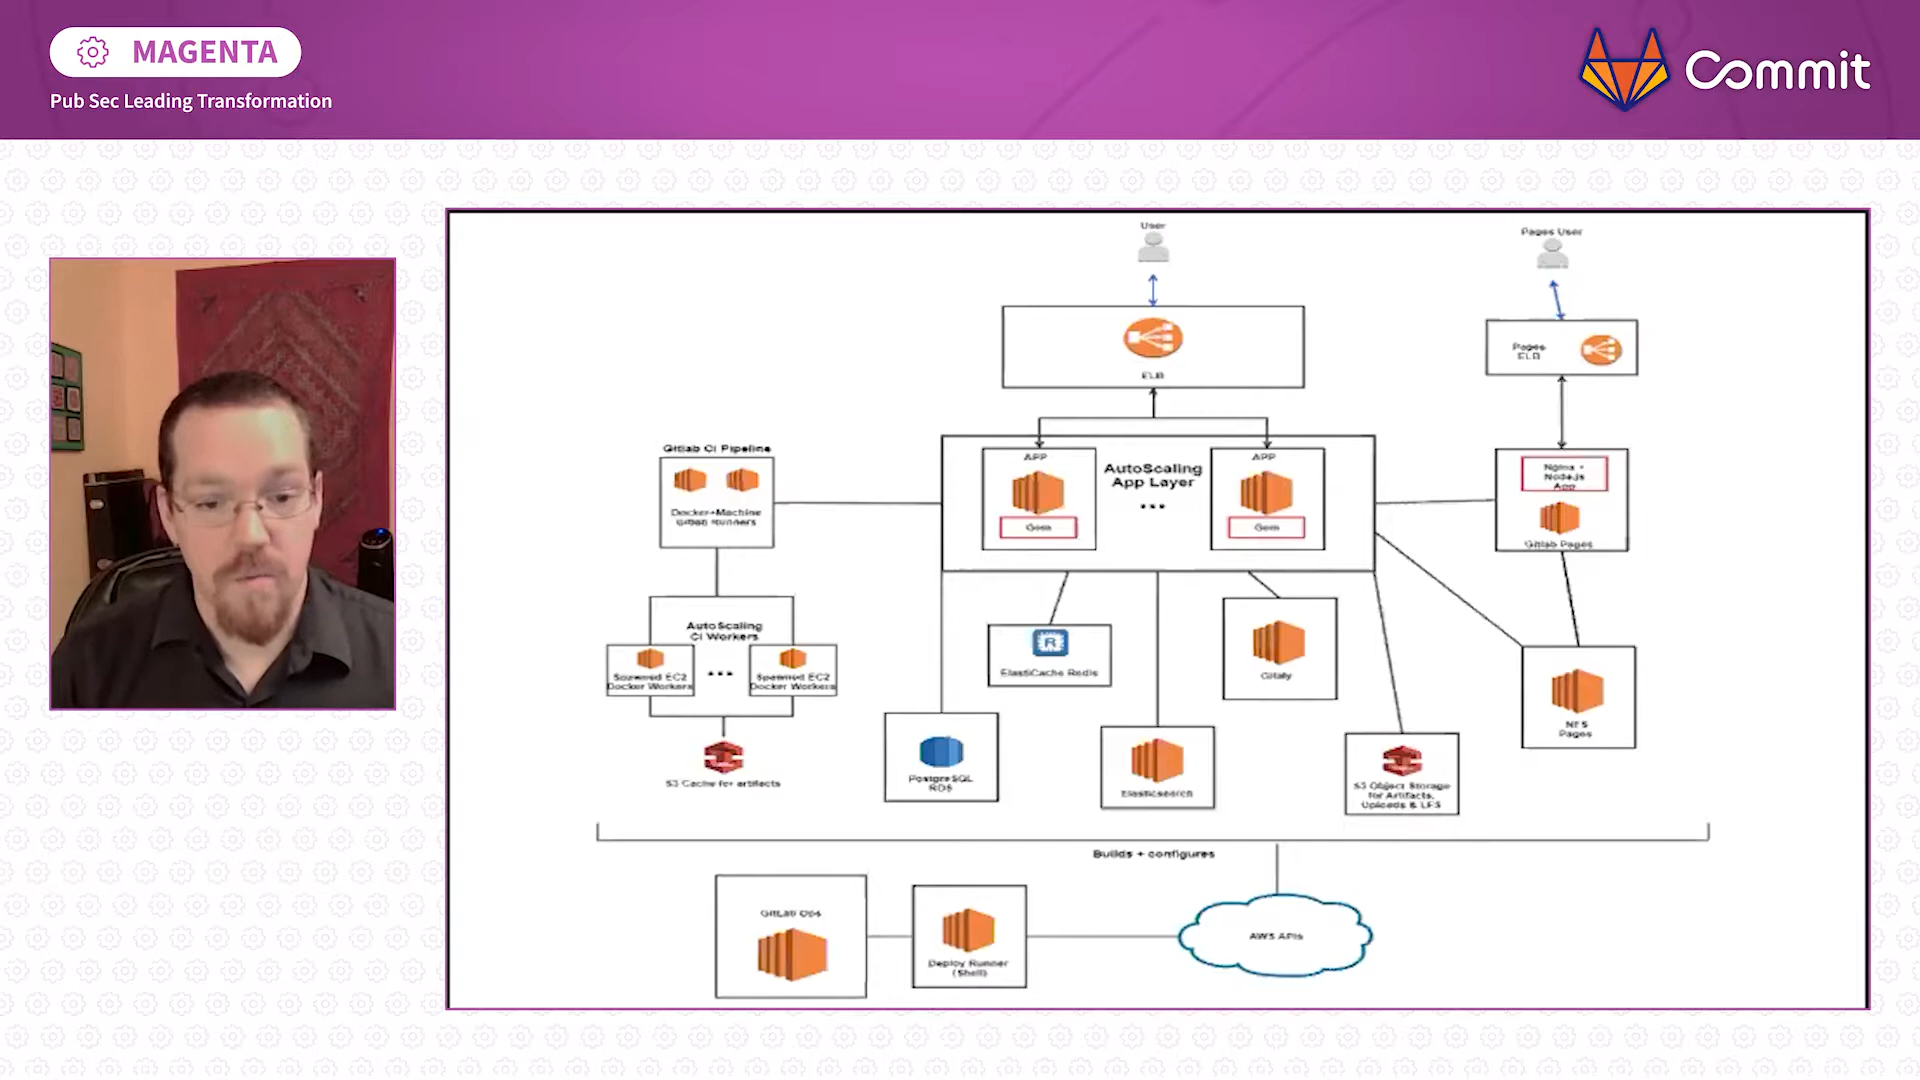 MAGENTA
Pub Sec Leading Transformation
Commit
User
Pages User
ELB
Pages
ELB
Gitlab CI Pipeline
Docker+Machine
Gitlab Runners
APP
AutoScaling
App Layer
...
APP
Gem
Gem
Nginx +
Nodejs
App
Gitlab Pages
AutoScaling
CI Workers
Spawned EC2
Docker Workers
...
Spawned EC2
Docker Workers
S3 Cache for artifacts
ElastiCache Redis
Gitaly
NFS
Pages
PostgreSQL
RDS
Elasticsearch
S3 Object Storage
for Artifacts,
Uploads & LFS
Builds + configures
GitLab Ops
Deploy Runner
(Shell)
AWS APIs